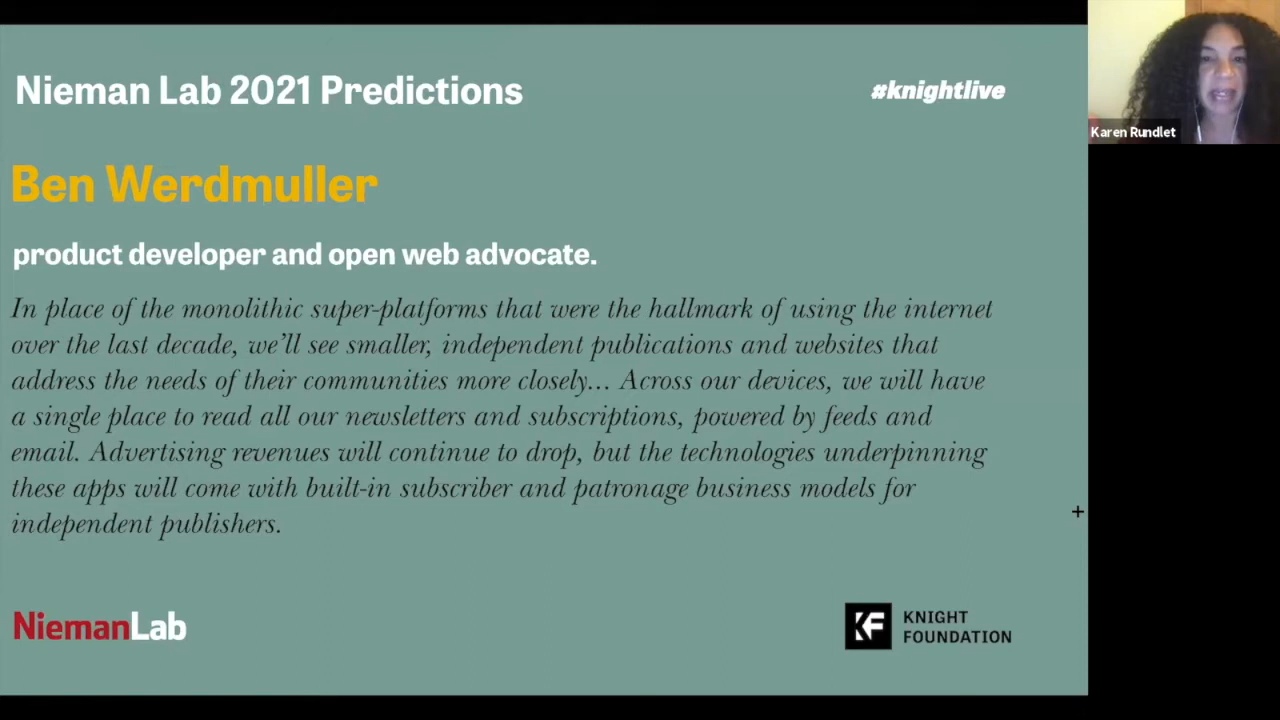 Nieman Lab 2021 Predictions
#knightlive
Karen Rundlet
Ben Werdmuller
product developer and open web advocate.
In place of the monolithic super-platforms that were the hallmark of using the internet
over the last decade, we’ll see smaller, independent publications and websites that
address the needs of their communities more closely... Across our devices, we will have
a single place to read all our newsletters and subscriptions, powered by feeds and
email. Advertising revenues will continue to drop, but the technologies underpinning
these apps will come with built-in subscriber and patronage business models for
independent publishers.
NiemanLab
KF
KNIGHT
FOUNDATION